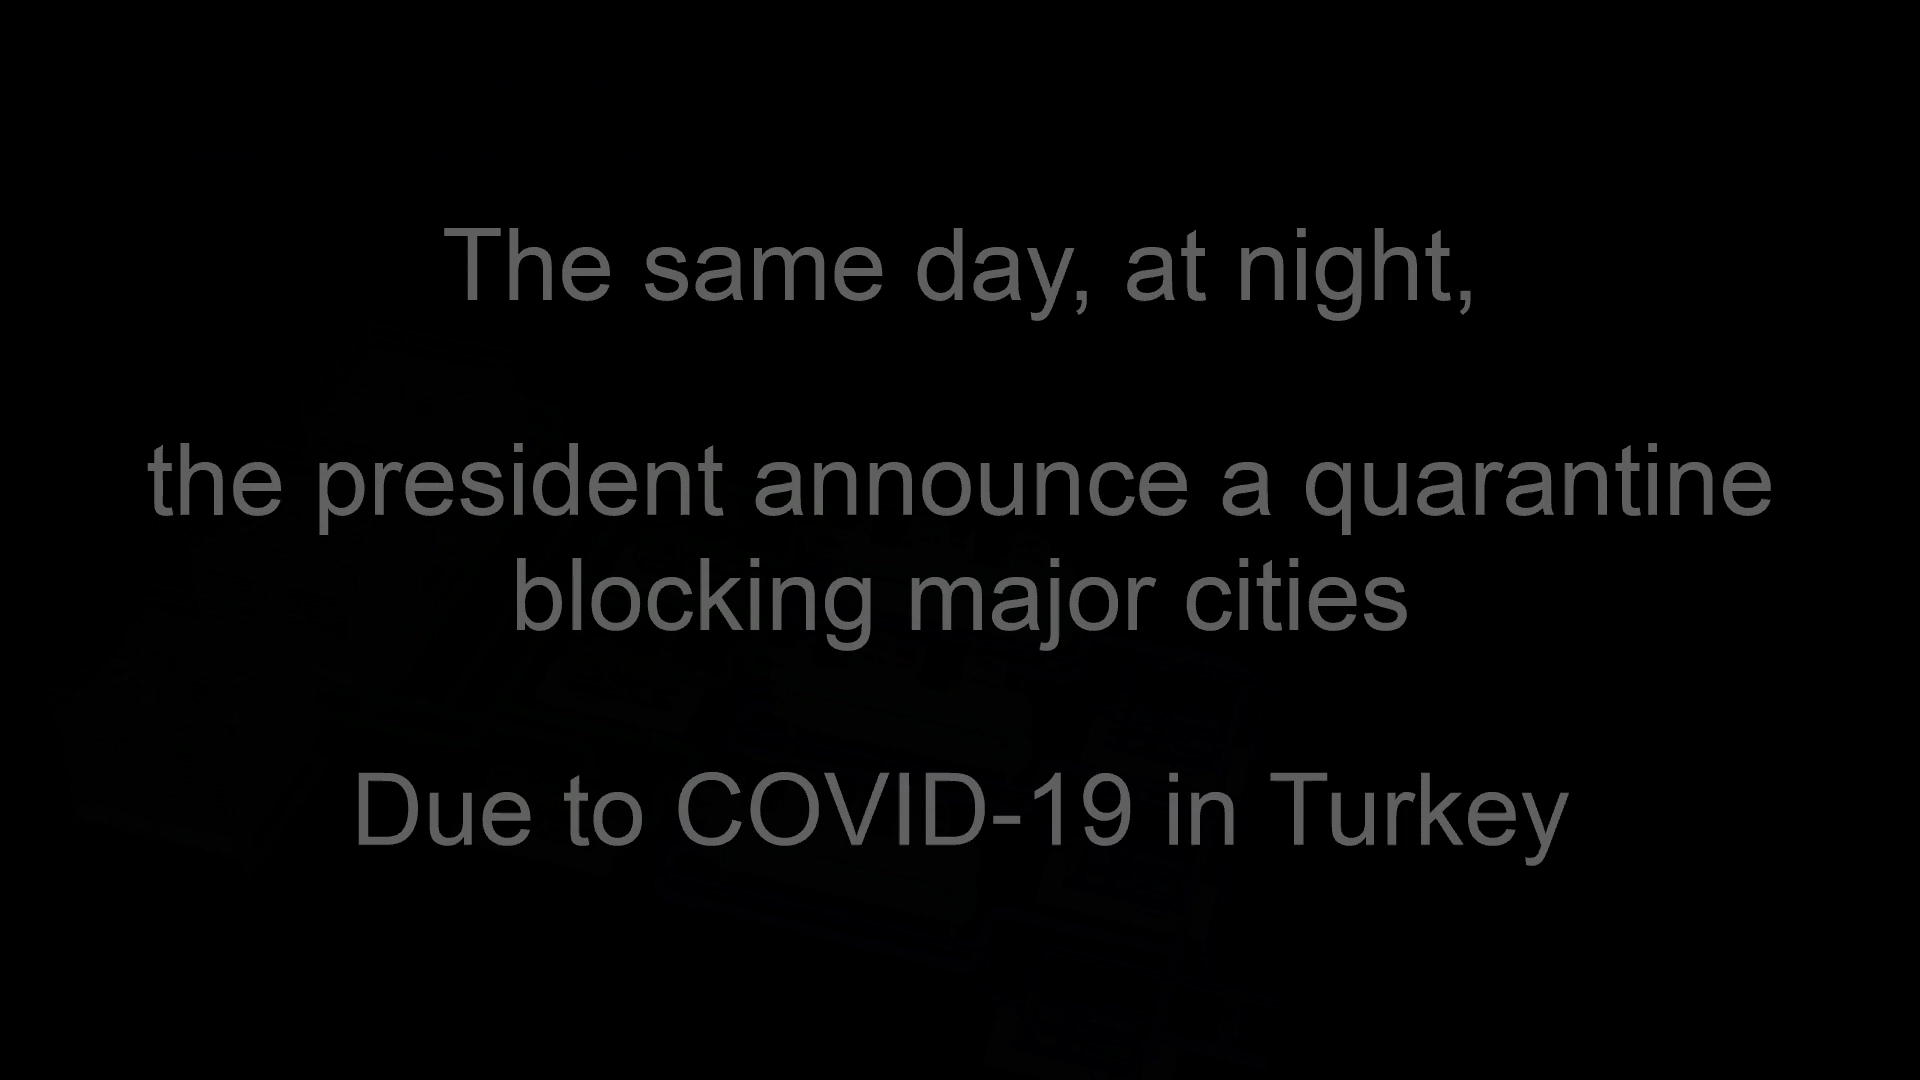 The same day, at night,
the president announce a quarantine
blocking major cities
Due to COVID-19 in Turkey